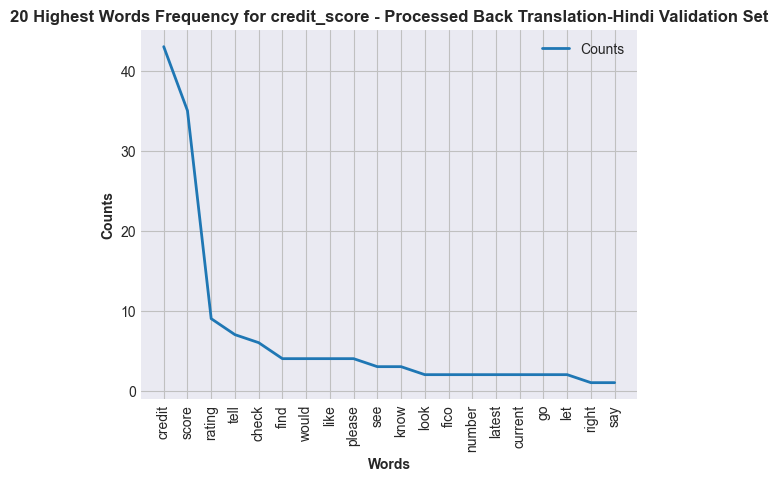 20 Highest Words Frequency for credit_score - Processed Back Translation-Hindi Validation Set
Counts
40
30
20
10
0
Counts
credit
score
rating
tell
check
find
would
like
please
see
know
look
fico
number
latest
current
go
let
right
say
Words